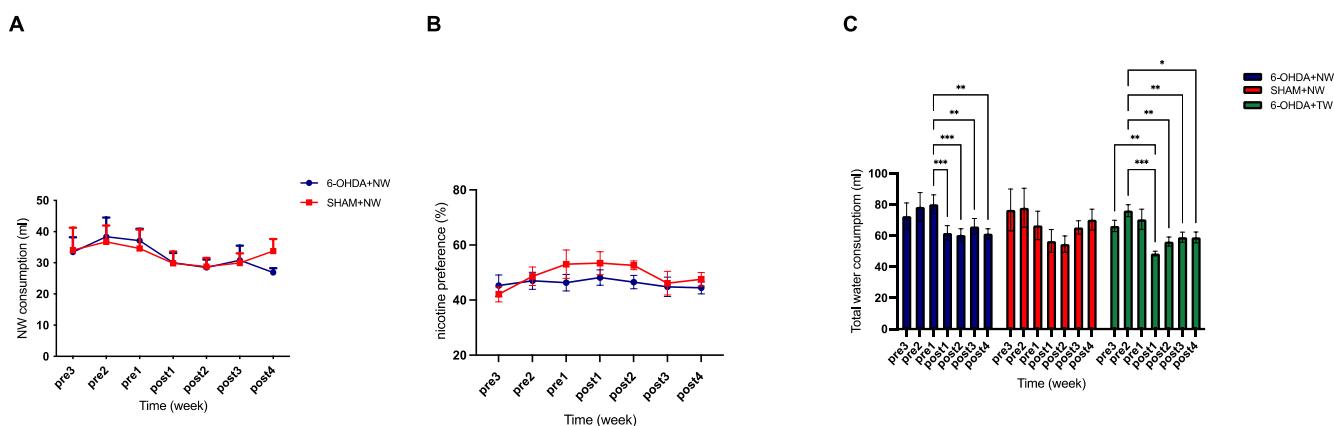 A
NW consumption (ml)
50
40
30
20
10
0
pre3
pre2
pre1
post1
post2
post3
post4
Time (week)
6-OHDA+NW
SHAM+NW
B
nicotine preference (%)
80
60
40
20
pre3
pre2
pre1
post1
post2
post3
post4
Time (week)
C
Total water consumptiom (ml)
100
80
60
40
20
0
**
**
***
***
*
**
**
**
***
pre3
pre2
pre1
post1
post2
post3
post4
pre3
pre2
pre1
post1
post2
post3
post4
pre3
pre2
pre1
post1
post2
post3
post4
Time (week)
6-OHDA+NW
SHAM+NW
6-OHDA+TW